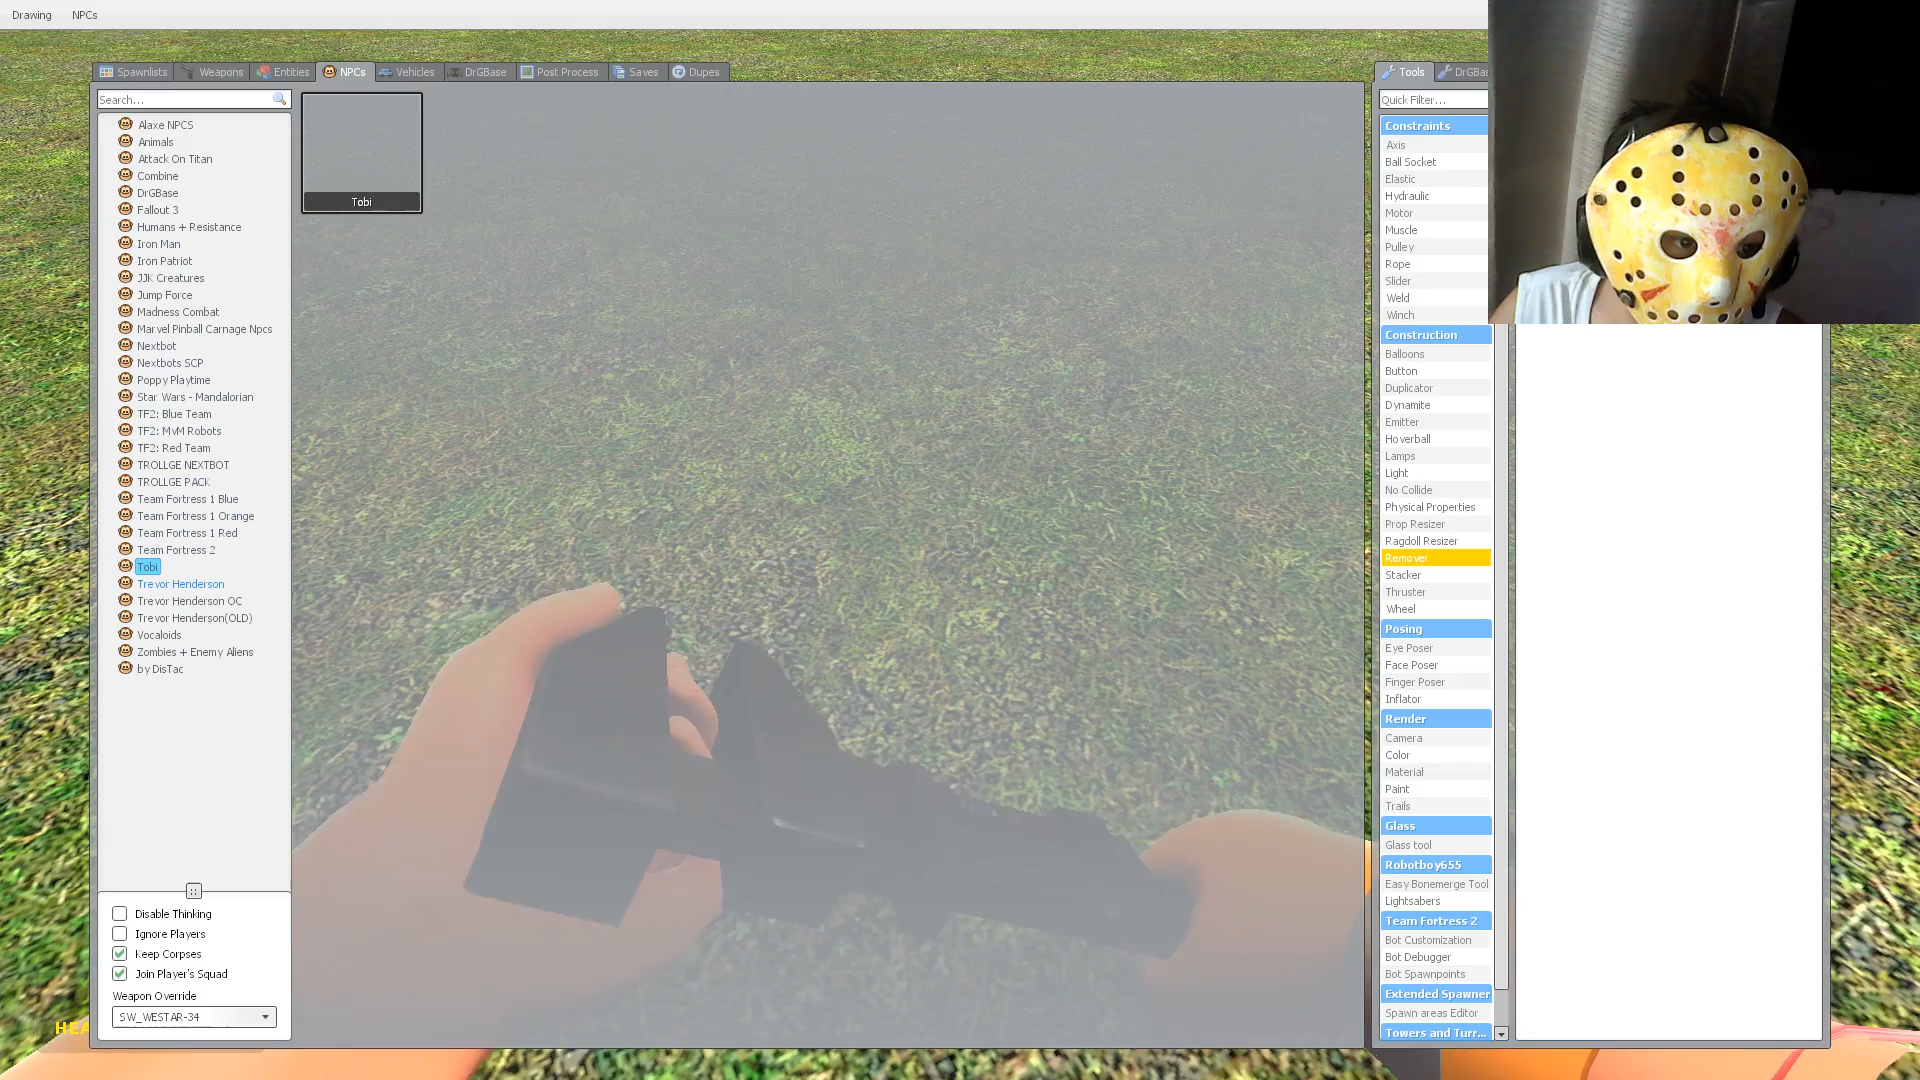 Drawing NPCs
Spawnlists Weapons Entities NPCs Vehicles DrGBase Post Process Saves Dupes
Search...
Alaxe NPCS
Animals
Attack On Titan
Combine
DrGBase
Fallout 3
Humans + Resistance
Iron Man
Iron Patriot
JJK Creatures
Jump Force
Madness Combat
Marvel Pinball Carnage Npcs
Nextbot
Nextbots SCP
Poppy Playtime
Star Wars - Mandalorian
TF2: Blue Team
TF2: MvM Robots
TF2: Red Team
TROLLGE NEXTBOT
TROLLGE PACK
Team Fortress 1 Blue
Team Fortress 1 Orange
Team Fortress 1 Red
Team Fortress 2
Tobi
Trevor Henderson
Trevor Henderson OC
Trevor Henderson(OLD)
Vocaloids
Zombies + Enemy Aliens
by DisTac
Disable Thinking
Ignore Players
Keep Corpses
Join Player's Squad
Weapon Override
SW_WESTAR-34
HEA
Tobi
Tools DrGBas
Quick Filter...
Constraints
Axis
Ball Socket
Elastic
Hydraulic
Motor
Muscle
Pulley
Rope
Slider
Weld
Winch
Construction
Balloons
Button
Duplicator
Dynamite
Emitter
Hoverball
Lamps
Light
No Collide
Physical Properties
Prop Resizer
Ragdoll Resizer
Remover
Stacker
Thruster
Wheel
Posing
Eye Poser
Face Poser
Finger Poser
Inflator
Render
Camera
Color
Material
Paint
Trails
Glass
Glass tool
Robotboy655
Easy Bonemerge Tool
Lightsabers
Team Fortress 2
Bot Customization
Bot Debugger
Bot Spawnpoints
Extended Spawner
Spawn areas Editor
Towers and Turr...